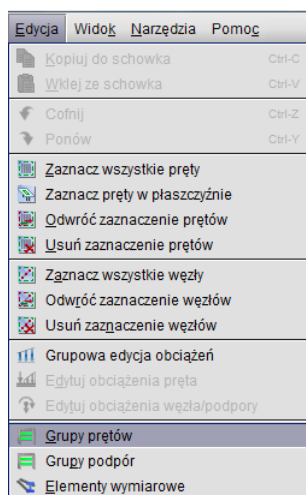 Edycja Widok Narzędzia Pomoc
Kopiuj do schowka Ctrl-C
Wklej ze schowka Ctrl-V
Cofnij Ctrl-Z
Ponów Ctrl-Y
Zaznacz wszystkie pręty
Zaznacz pręty w płaszczyźnie
Odwróć zaznaczenie prętów
Usuń zaznaczenie prętów
Zaznacz wszystkie węzły
Odwróć zaznaczenie węzłów
Usuń zaznaczenie węzłów
Grupowa edycja obciążeń
Edytuj obciążenia pręta
Edytuj obciążenia węzła/podpory
Grupy prętów
Grupy podpór
Elementy wymiarowe